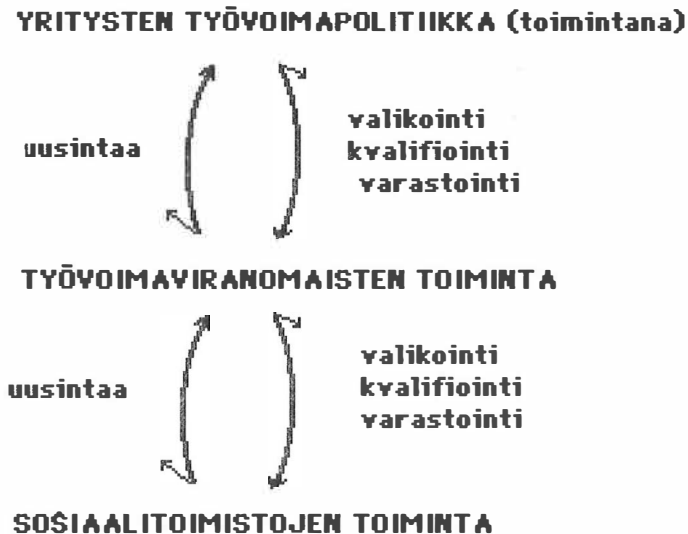 YRITYSTEN TYÖVOIMAPOLITIIKKA (toimintana)
uusintaa
valikointi
kvalifiointi
varastointi
TYÖVOIMAVIRANOMAISTEN TOIMINTA
uusintaa
valikointi
kvalifiointi
varastointi
SOSIAALITOIMISTOJEN TOIMINTA